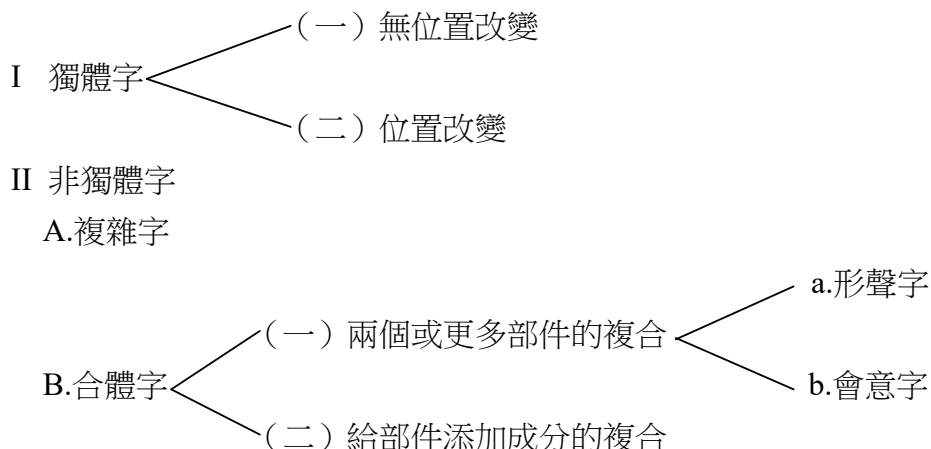 （一）無位置改變
I 獨體字
（二）位置改變
II 非獨體字
A.複雜字
a.形聲字
（一）兩個或更多部件的複合
B.合體字
b.會意字
（二）給部件添加成分的複合